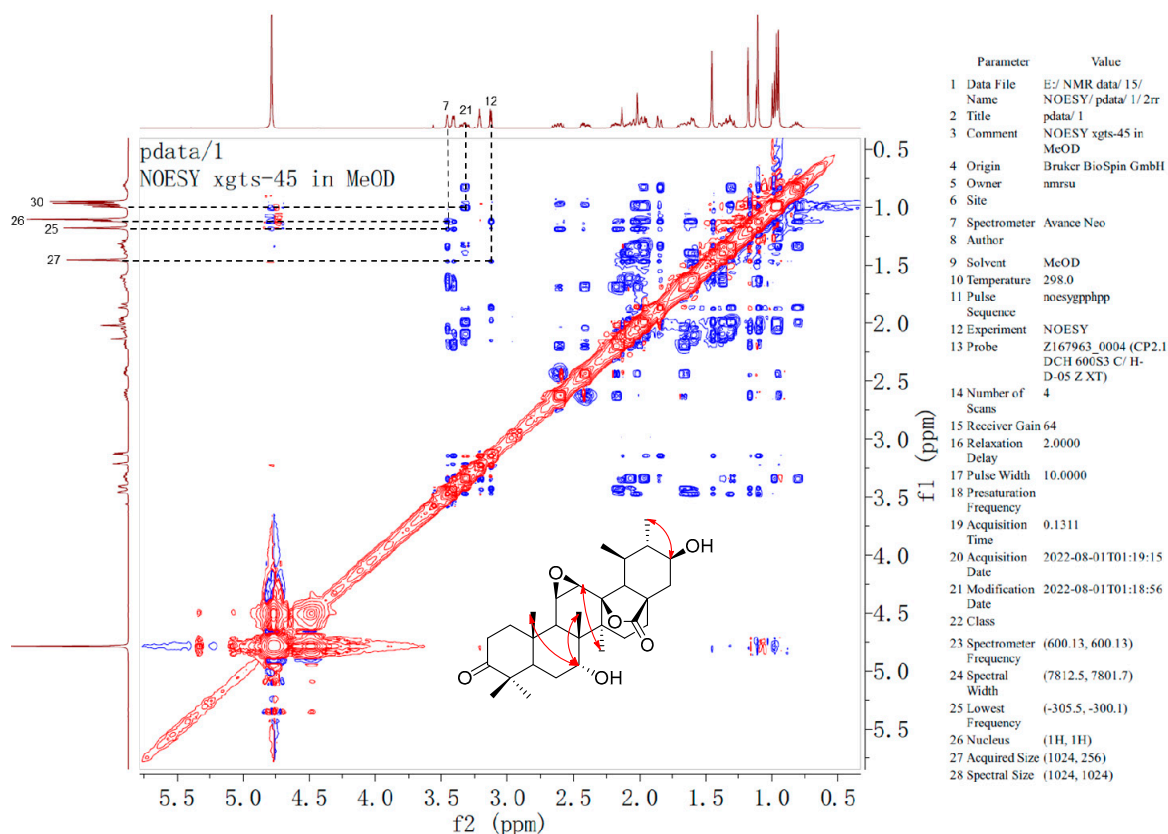 7
21
12
pdata/1
NOESY xgts-45 in MeOD
30
26
25
27
0.5
1.0
1.5
2.0
2.5
3.0
3.5
4.0
4.5
5.0
5.5
f1 (ppm)
OH
O
O
O
O
OH
5.5 5.0 4.5 4.0 3.5 3.0 2.5 2.0 1.5 1.0 0.5
f2 (ppm)
Parameter Value
1 Data File E:/ NMR data/ 15/
Name NOESY/ pdata/ 1/ 2rr
2 Title pdata/ 1
3 Comment NOESY xgts-45 in
MeOD
4 Origin Bruker BioSpin GmbH
5 Owner nmrsu
6 Site
7 Spectrometer Avance Neo
8 Author
9 Solvent MeOD
10 Temperature 298.0
11 Pulse noesygpphpp
Sequence
12 Experiment NOESY
13 Probe Z167963_0004 (CP2.1
DCH 600S3 C/ H-
D-05 Z XT)
14 Number of 4
Scans
15 Receiver Gain 64
16 Relaxation 2.0000
Delay
17 Pulse Width 10.0000
18 Presaturation
Frequency
19 Acquisition 0.1311
Time
20 Acquisition 2022-08-01T01:19:15
Date
21 Modification 2022-08-01T01:18:56
Date
22 Class
23 Spectrometer (600.13, 600.13)
Frequency
24 Spectral (7812.5, 7801.7)
Width
25 Lowest (-305.5, -300.1)
Frequency
26 Nucleus (1H, 1H)
27 Acquired Size (1024, 256)
28 Spectral Size (1024, 1024)